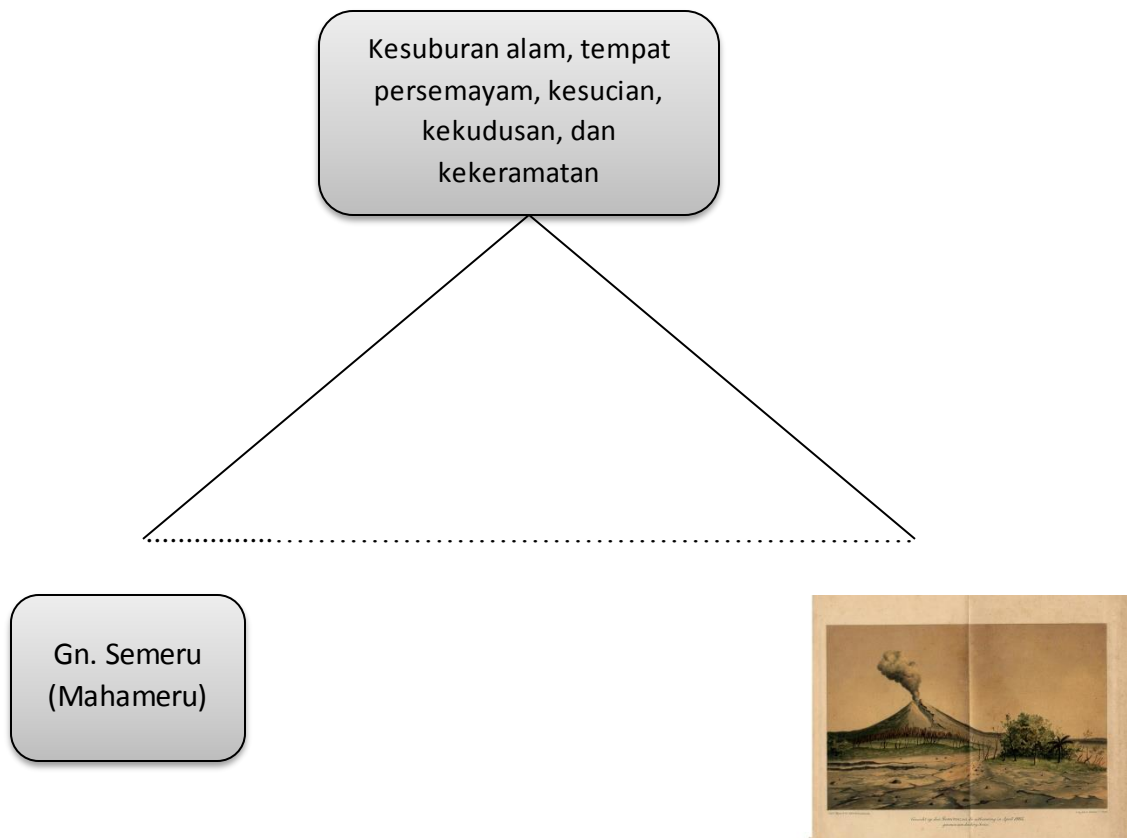 Kesuburan alam, tempat
persemayam, kesucian,
kekudusan, dan
kekeramatan
Gn. Semeru
(Mahameru)